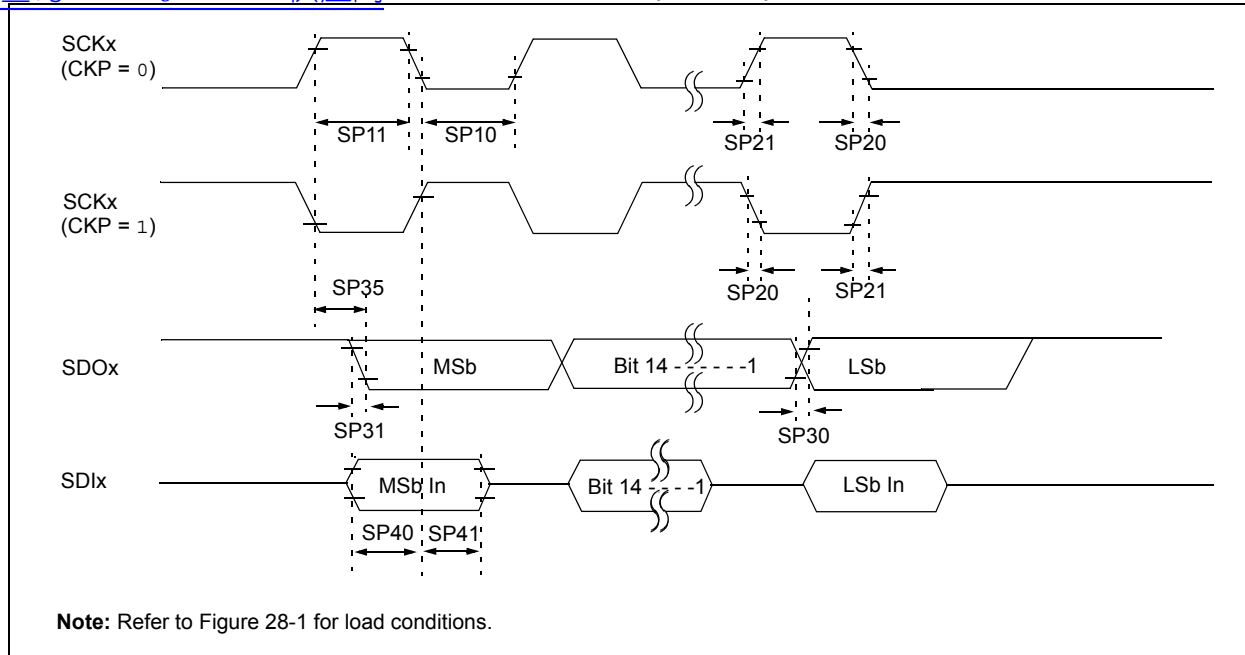 SCKx
(CKP = 0)
SP11
SP10
SP21
SP20
SCKx
(CKP = 1)
SP35
SP20
SP21
SDOx
MSb
Bit 14 - - - - - -1
LSb
SP31
SP30
SDIx
MSb In
Bit 14 - - - -1
LSb In
SP40
SP41
Note: Refer to Figure 28-1 for load conditions.